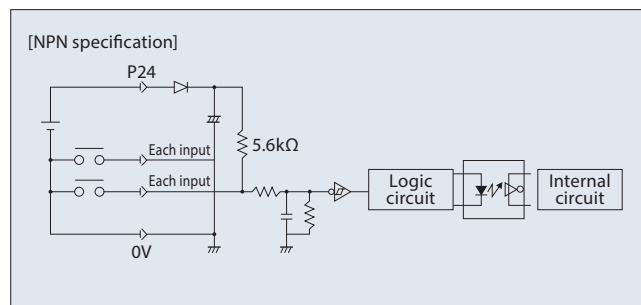 [NPN specification]
P24
Each input
5.6kΩ
Each input
Logic
circuit
Internal
circuit
0V